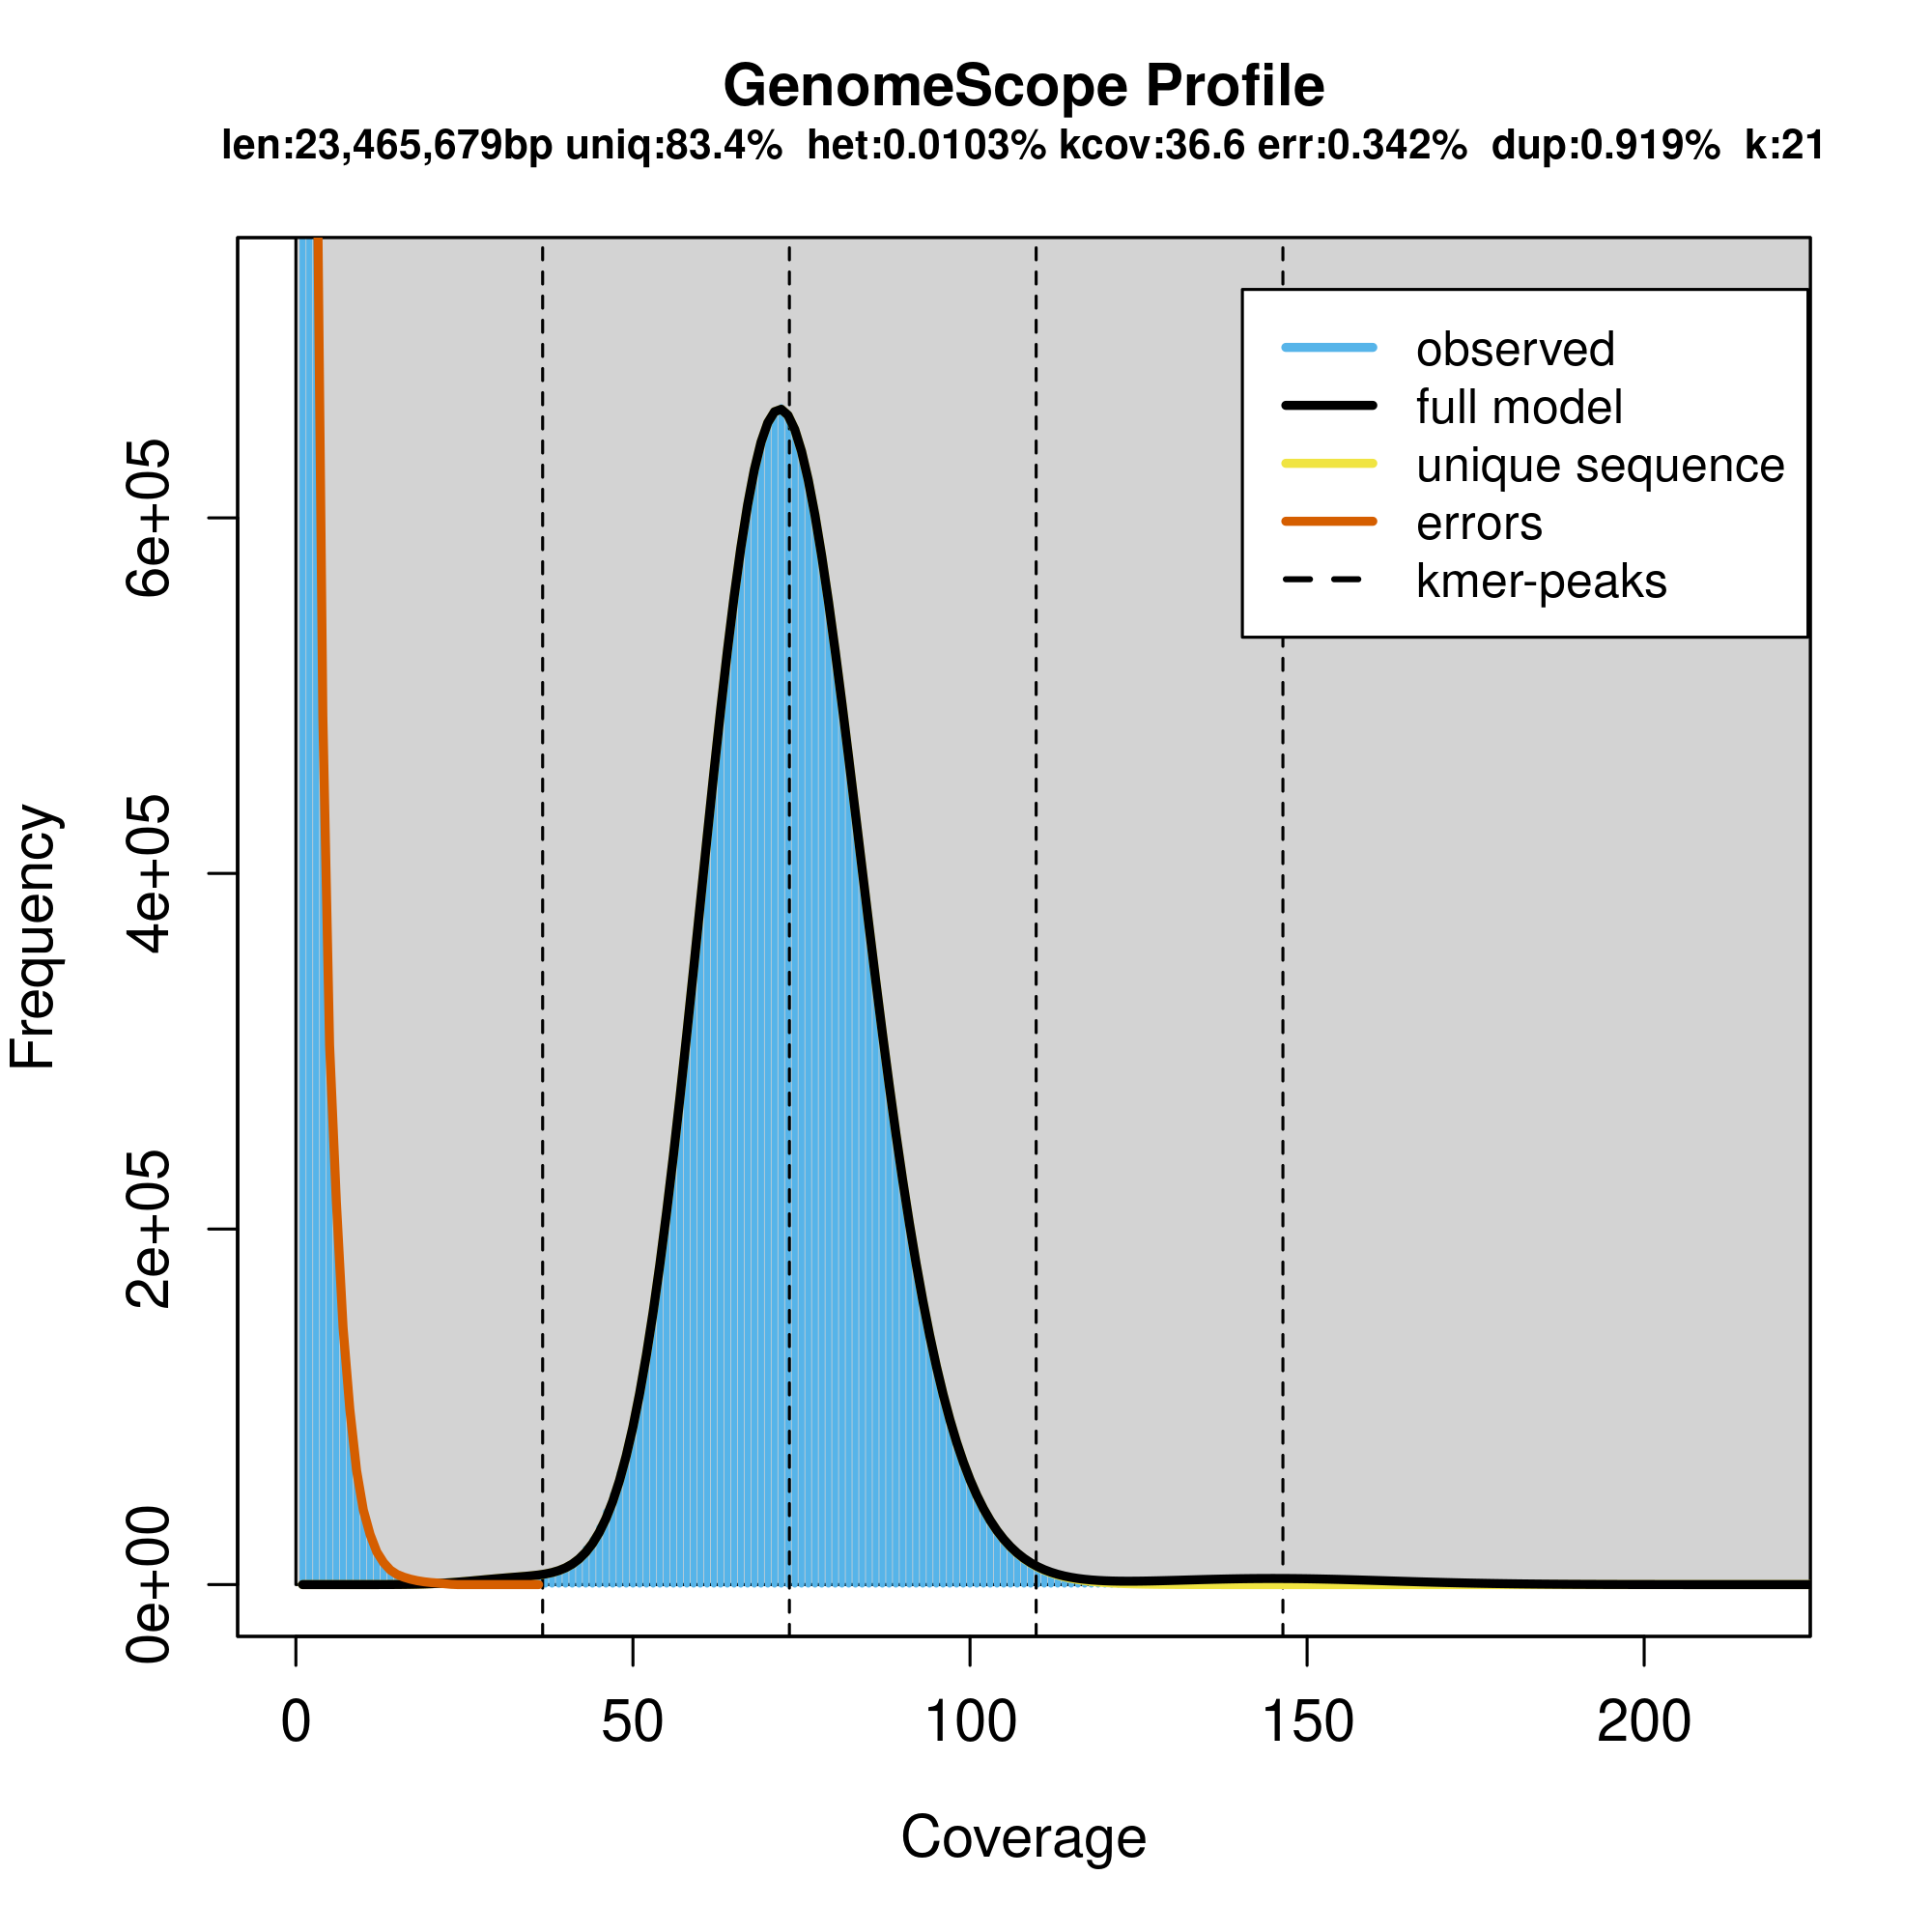 GenomeScope Profile
len:23,465,679bp uniq:83.4% het:0.0103% kcov:36.6 err:0.342% dup:0.919% k:21
observed
full model
unique sequence
errors
kmer-peaks
Frequency
6e+05
4e+05
2e+05
0e+00
0 50 100 150 200
Coverage